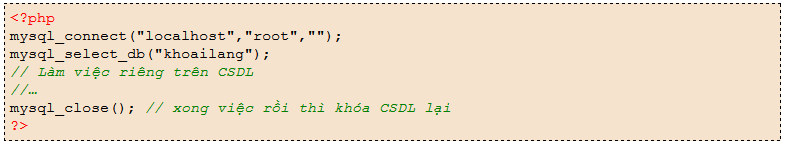 <?php
mysql_connect("localhost","root","");
mysql_select_db("khoailang");
// Làm việc riêng trên CSDL
//…
mysql_close(); // xong việc rồi thì khóa CSDL lại
?>